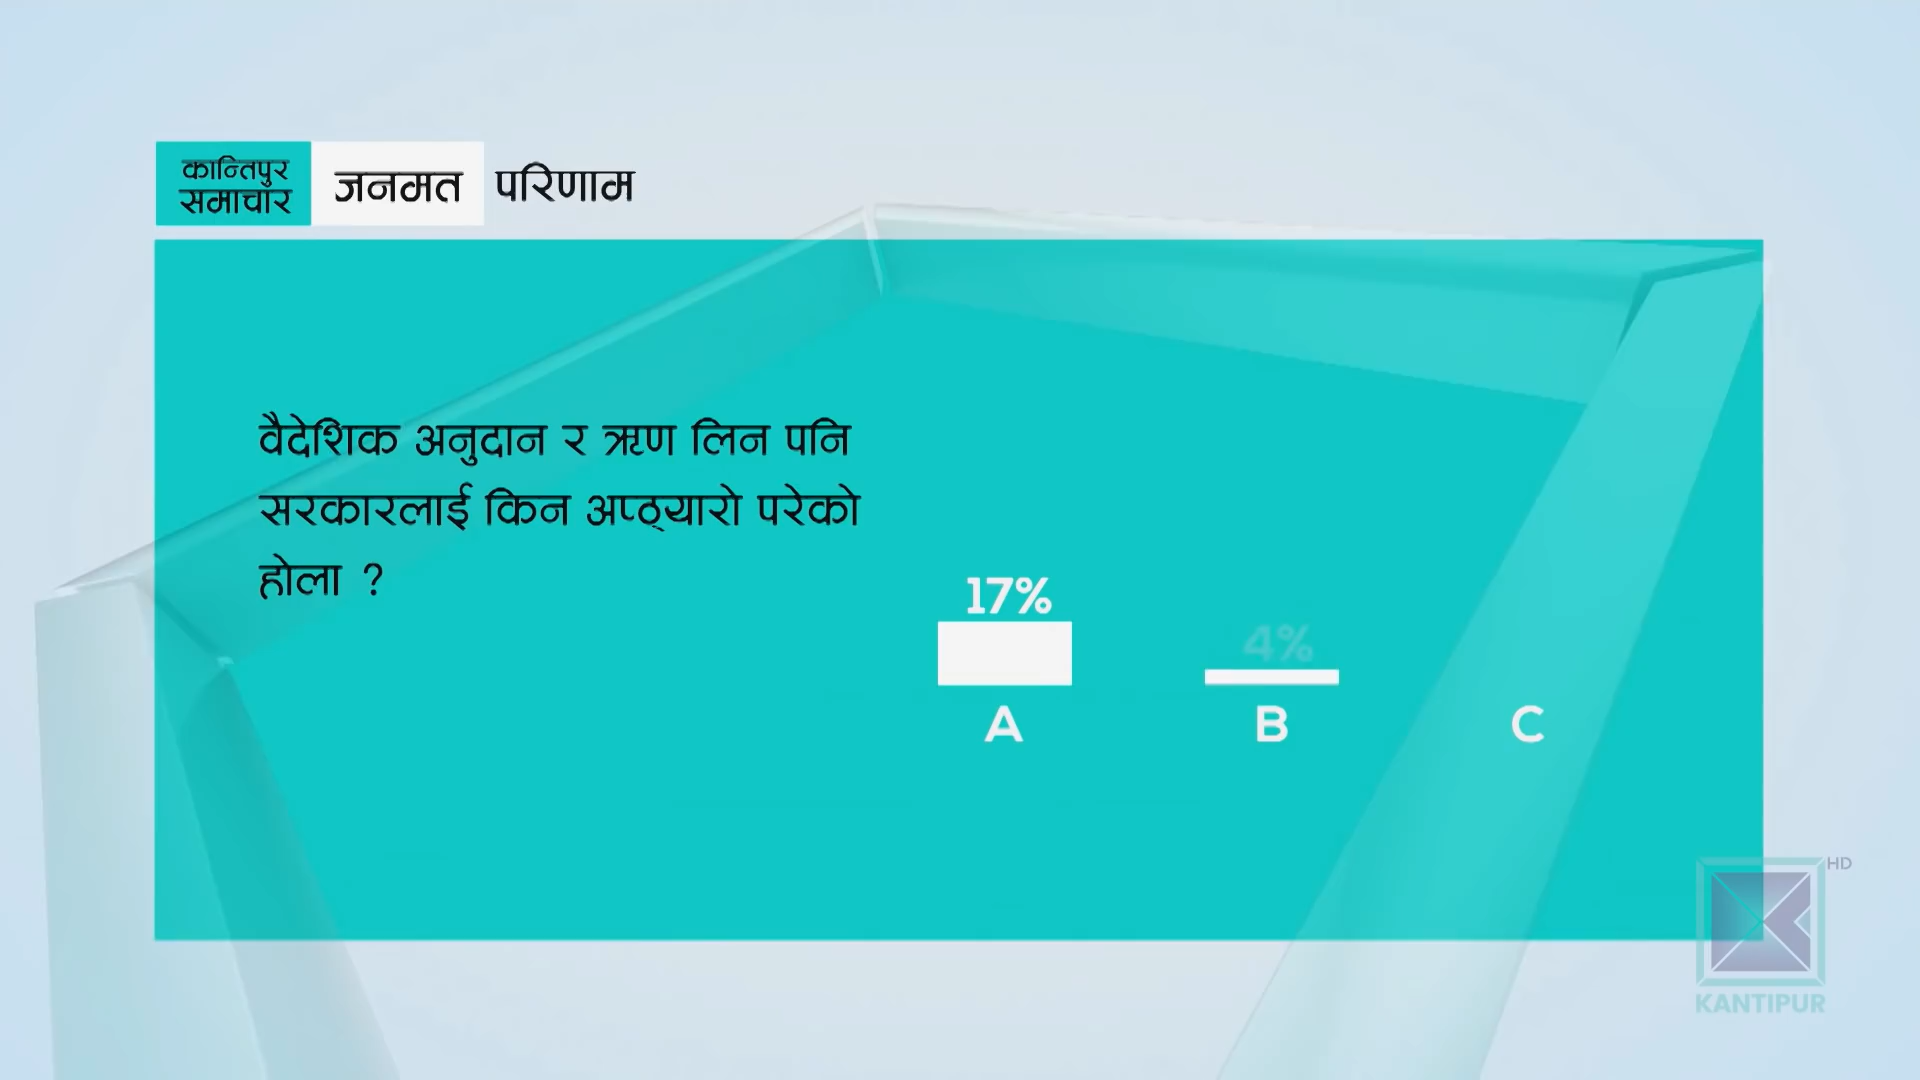 कान्तिपुर
समाचार
जनमत परिणाम
वैदेशिक अनुदान र ऋण लिन पनि
सरकारलाई किन अप्ठ्यारो परेको
होला ?
17%
4%
A B C
HD
KANTIPUR